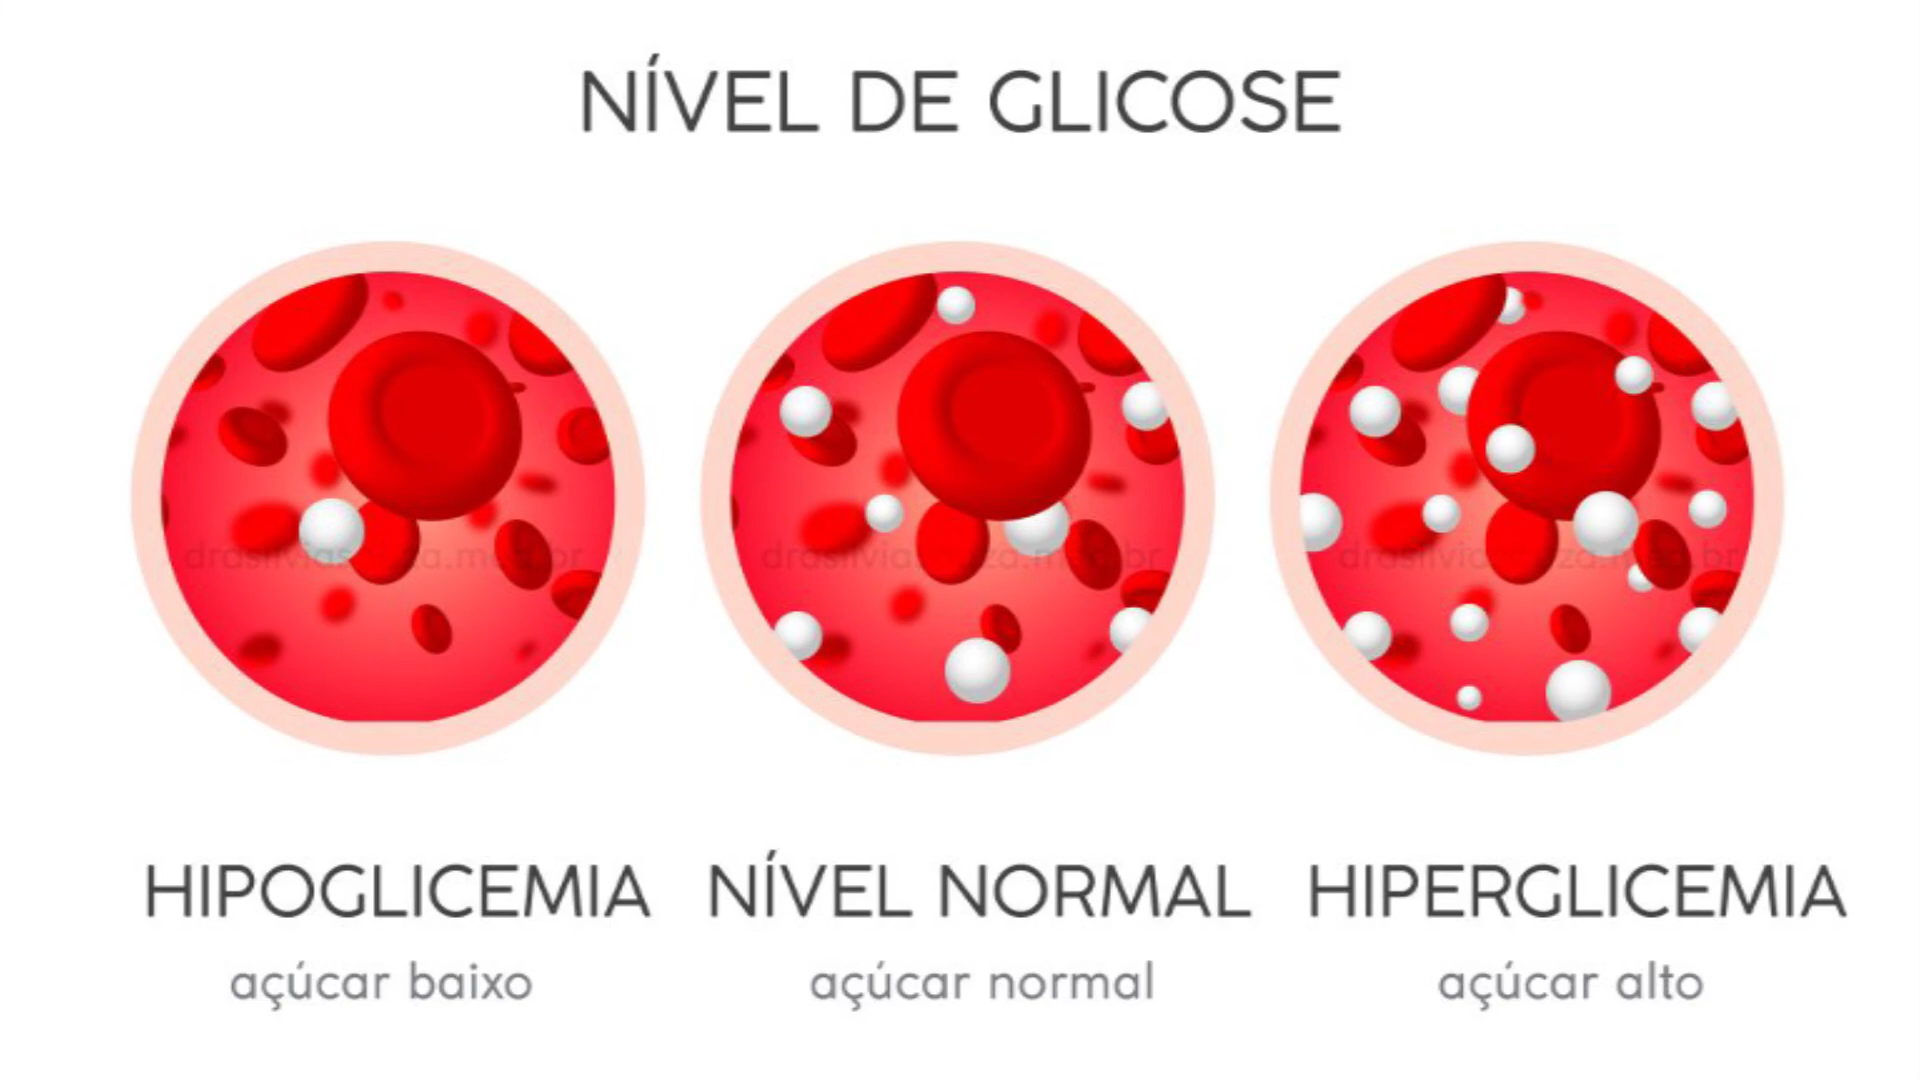 NÍVEL DE GLICOSE
HIPOGLICEMIA
açúcar baixo
NÍVEL NORMAL
açúcar normal
HIPERGLICEMIA
açúcar alto